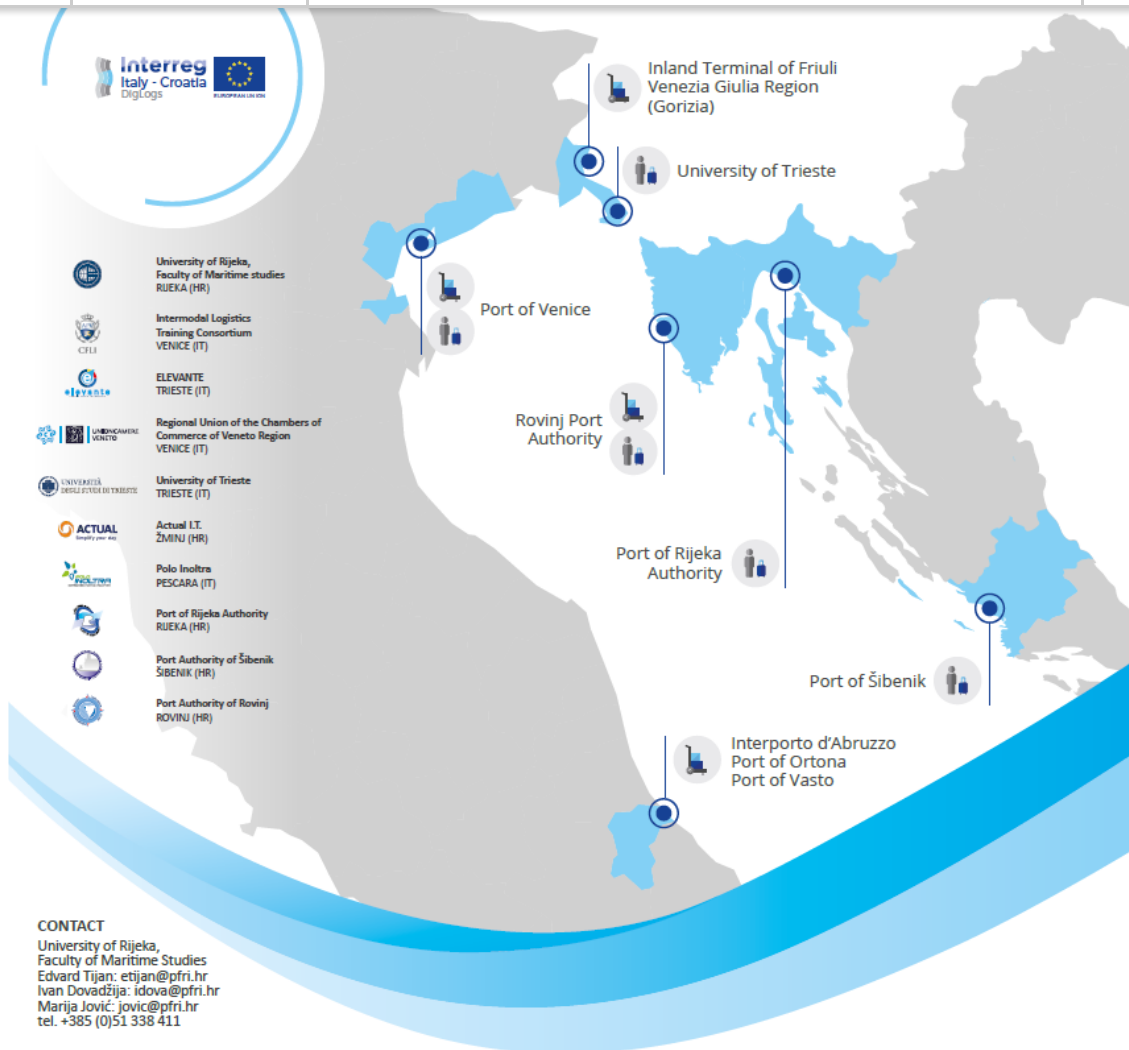 Interreg
Italy - Croatia
DigLogs
EUROPEAN UNION
Inland Terminal of Friuli
Venezia Giulia Region
(Gorizia)
University of Trieste
Port of Venice
Rovinj Port
Authority
Port of Rijeka
Authority
Port of Šibenik
Interporto d'Abruzzo
Port of Ortona
Port of Vasto
University of Rijeka,
Faculty of Maritime studies
RIJEKA (HR)
CFLI
Intermodal Logistics
Training Consortium
VENICE (IT)
elevante
ELEVANTE
TRIESTE (IT)
UNIONCAMERE
VENETO
Regional Union of the Chambers of
Commerce of Veneto Region
VENICE (IT)
UNIVERSITÀ
DEGLI STUDI DI TRIESTE
University of Trieste
TRIESTE (IT)
ACTUAL
Simplify your day
Actual I.T.
ŽMINJ (HR)
INOLTRA
Polo Inoltra
PESCARA (IT)
Port of Rijeka Authority
RIJEKA (HR)
Port Authority of Šibenik
ŠIBENIK (HR)
Port Authority of Rovinj
ROVINJ (HR)
CONTACT
University of Rijeka,
Faculty of Maritime Studies
Edvard Tijan: etijan@pfri.hr
Ivan Dovadžija: idova@pfri.hr
Marija Jović: jovic@pfri.hr
tel. +385 (0)51 338 411